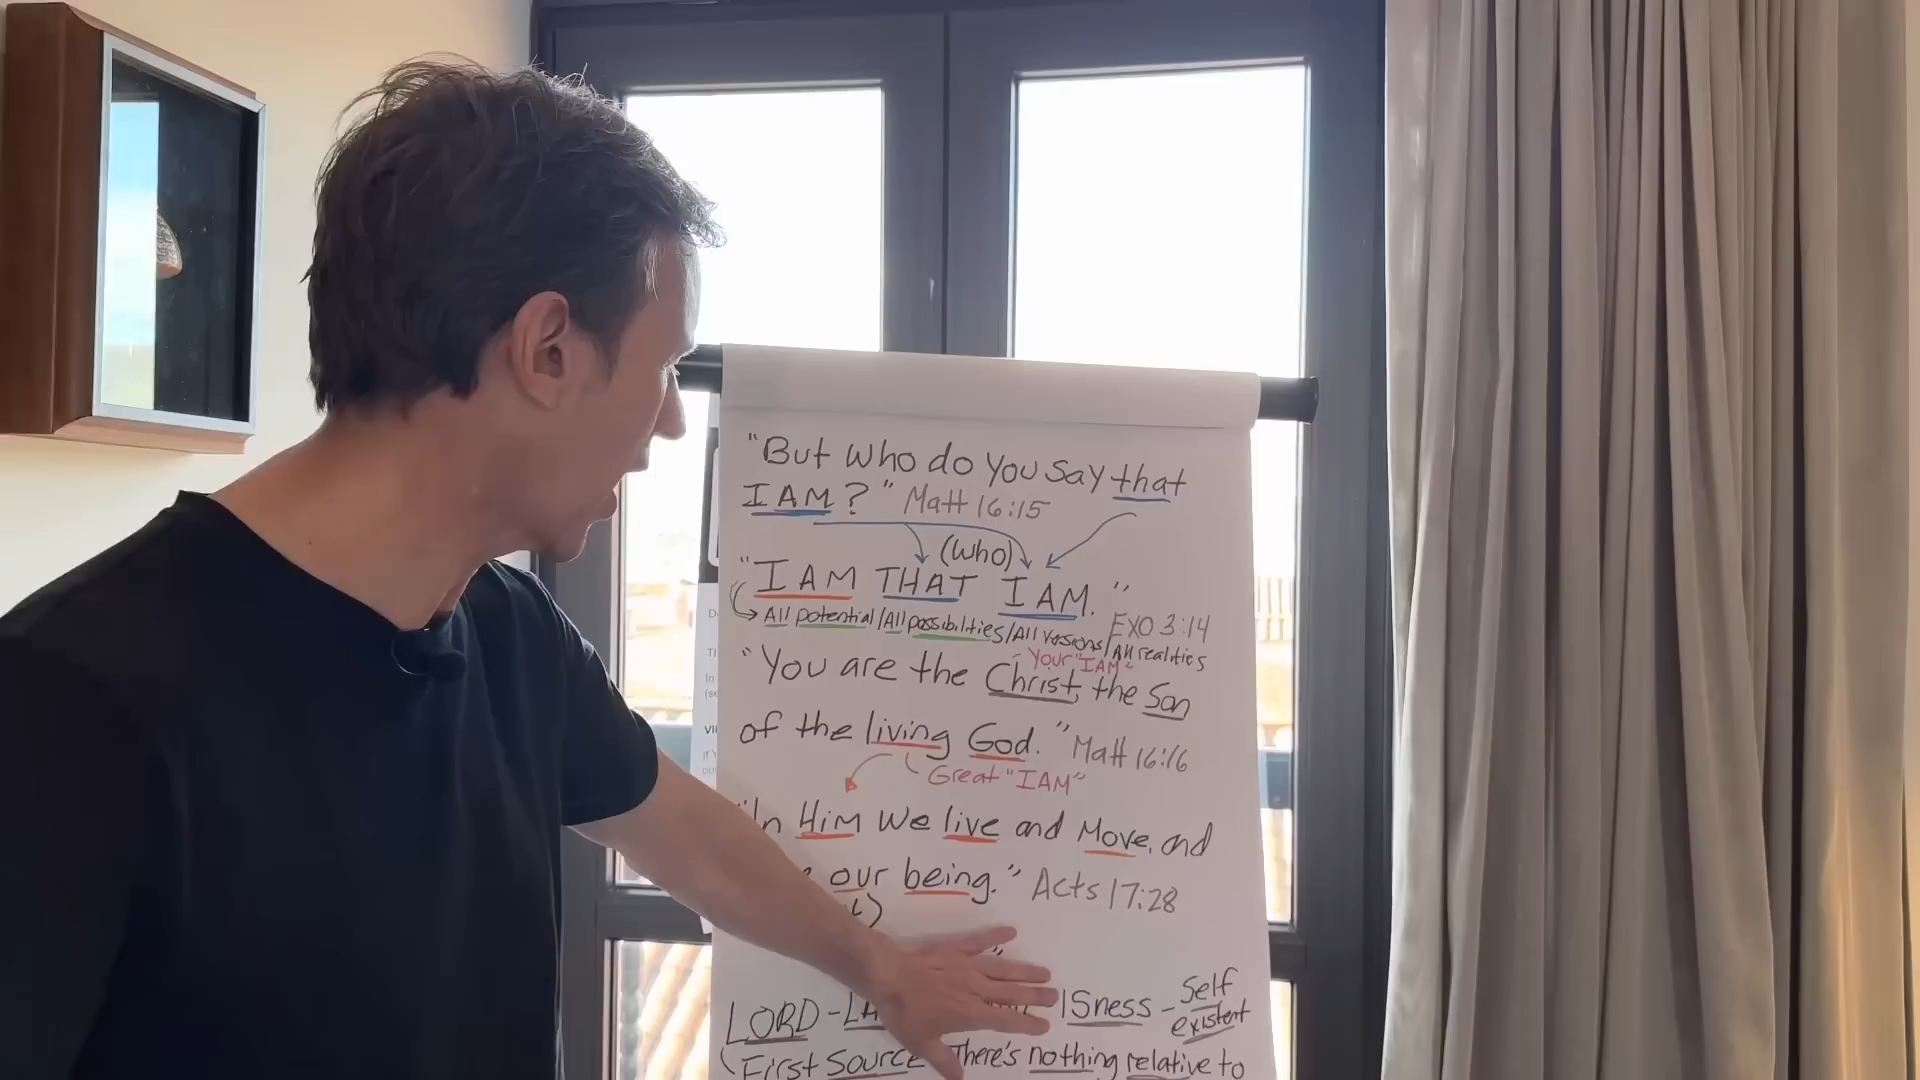 "But who do you say that
I AM?" Matt 16:15
(who)
"I AM THAT I AM."
EXO 3:14
All potential/All possibilities/All versions/All realities
Your "IAM"
"You are the Christ, the Son
of the living God." Matt 16:16
Great "IAM"
"In Him we live and move, and
our being." Acts 17:28
LORD - ISness - Self
existent
First Source There's nothing relative to